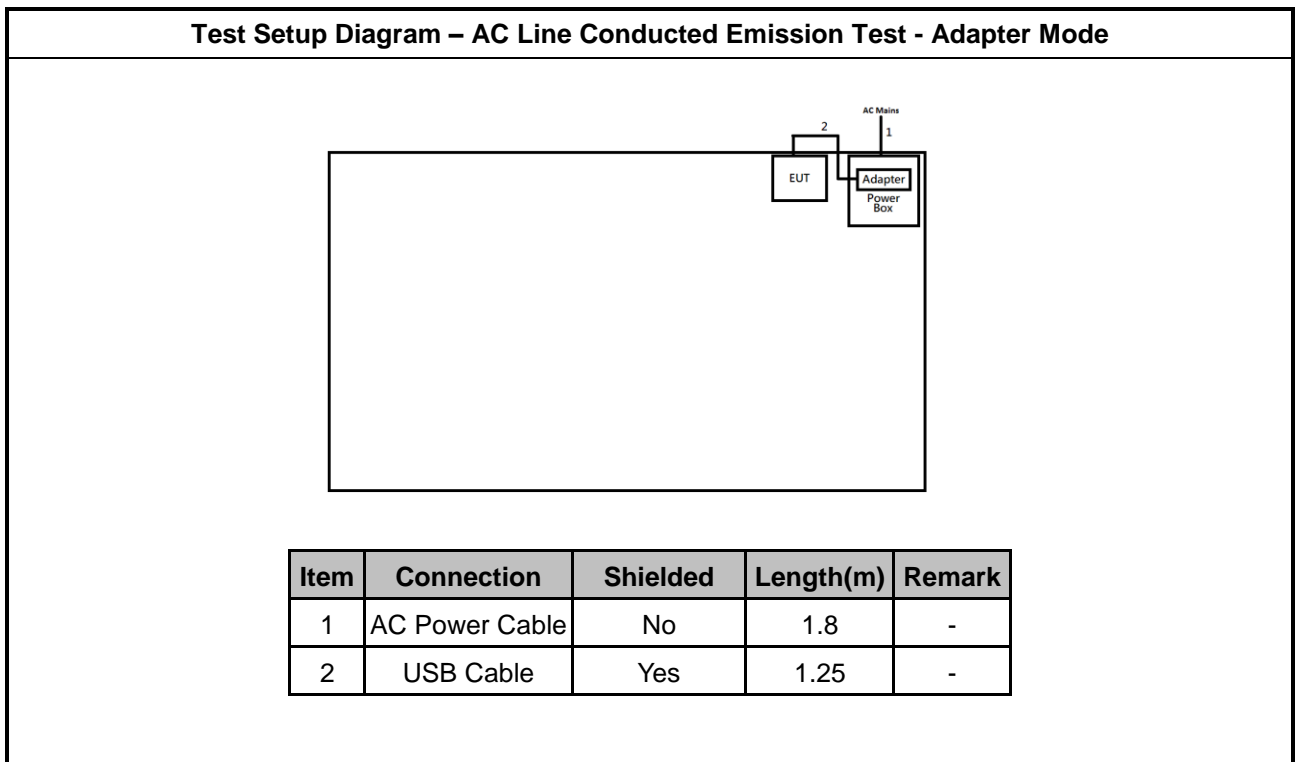 Test Setup Diagram – AC Line Conducted Emission Test - Adapter Mode
AC Mains
2
1
EUT
Adapter
Power
Box
Item Connection Shielded Length(m) Remark
1 AC Power Cable No 1.8 -
2 USB Cable Yes 1.25 -